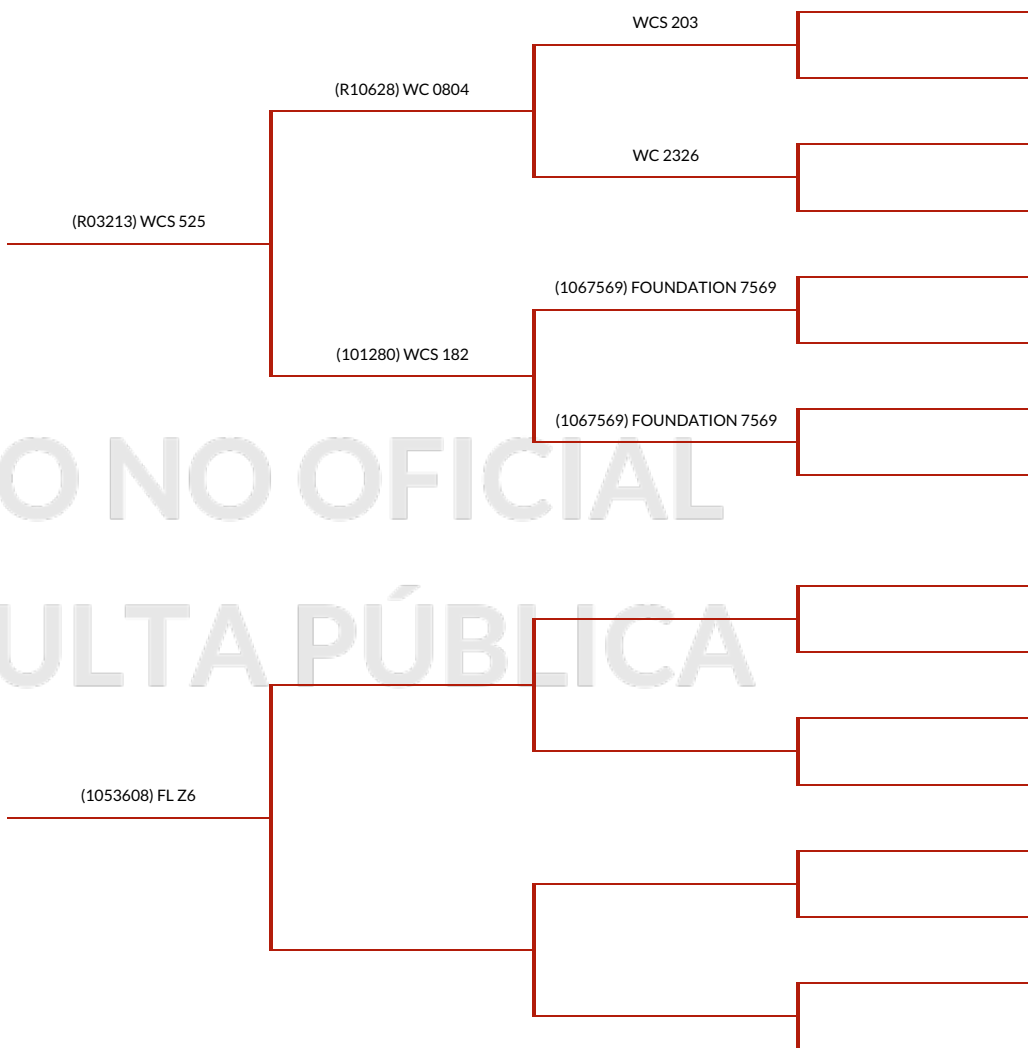 WCS 203
(R10628) WC 0804
WC 2326
(R03213) WCS 525
(1067569) FOUNDATION 7569
(101280) WCS 182
(1067569) FOUNDATION 7569
O NO OFICIAL
ULTA PÚBLICA
(1053608) FL Z6